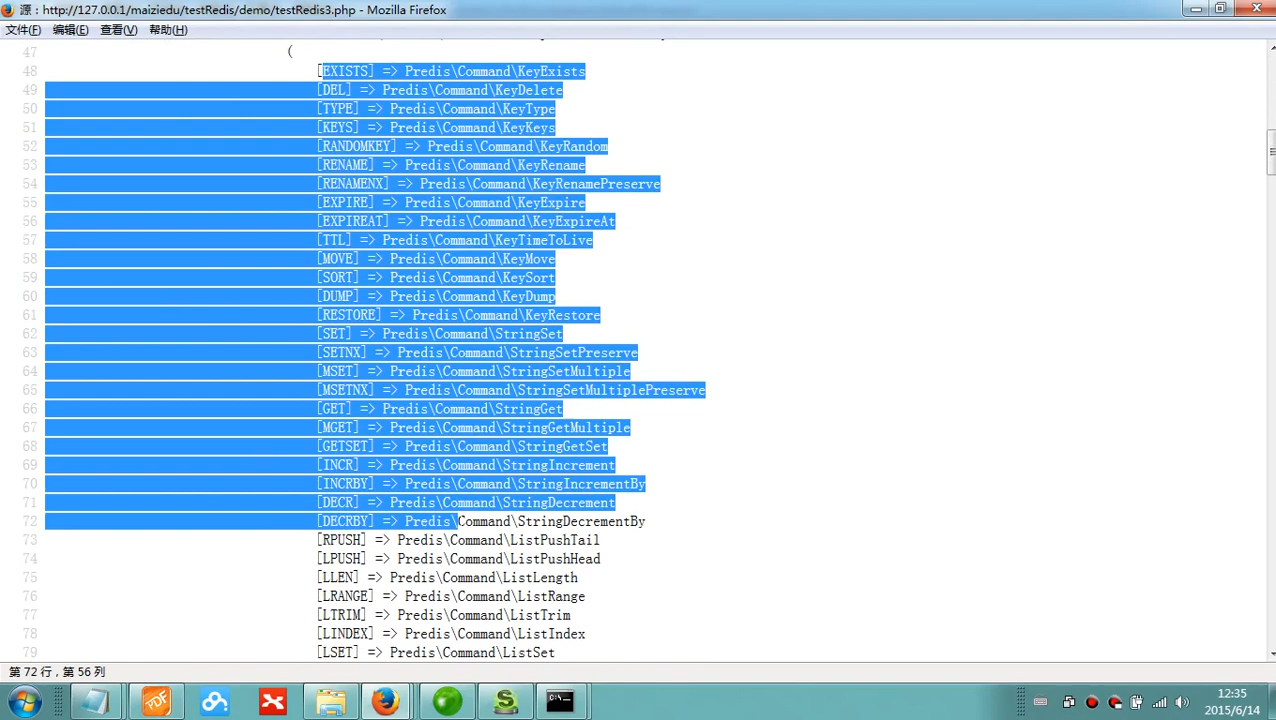 源：http://127.0.0.1/maiziedu/testRedis/demo/testRedis3.php - Mozilla Firefox
文件(F) 编辑(E) 查看(V) 帮助(H)
47 (
48 [EXISTS] => Predis\Command\KeyExists
49 [DEL] => Predis\Command\KeyDelete
50 [TYPE] => Predis\Command\KeyType
51 [KEYS] => Predis\Command\KeyKeys
52 [RANDOMKEY] => Predis\Command\KeyRandom
53 [RENAME] => Predis\Command\KeyRename
54 [RENAMENX] => Predis\Command\KeyRenamePreserve
55 [EXPIRE] => Predis\Command\KeyExpire
56 [EXPIREAT] => Predis\Command\KeyExpireAt
57 [TTL] => Predis\Command\KeyTimeToLive
58 [MOVE] => Predis\Command\KeyMove
59 [SORT] => Predis\Command\KeySort
60 [DUMP] => Predis\Command\KeyDump
61 [RESTORE] => Predis\Command\KeyRestore
62 [SET] => Predis\Command\StringSet
63 [SETNX] => Predis\Command\StringSetPreserve
64 [MSET] => Predis\Command\StringSetMultiple
65 [MSETNX] => Predis\Command\StringSetMultiplePreserve
66 [GET] => Predis\Command\StringGet
67 [MGET] => Predis\Command\StringGetMultiple
68 [GETSET] => Predis\Command\StringGetSet
69 [INCR] => Predis\Command\StringIncrement
70 [INCRBY] => Predis\Command\StringIncrementBy
71 [DECR] => Predis\Command\StringDecrement
72 [DECRBY] => Predis\Command\StringDecrementBy
73 [RPUSH] => Predis\Command\ListPushTail
74 [LPUSH] => Predis\Command\ListPushHead
75 [LLEN] => Predis\Command\ListLength
76 [LRANGE] => Predis\Command\ListRange
77 [LTRIM] => Predis\Command\ListTrim
78 [LINDEX] => Predis\Command\ListIndex
79 [LSET] => Predis\Command\ListSet
第 72 行，第 56 列
PDF
12:35
2015/6/14